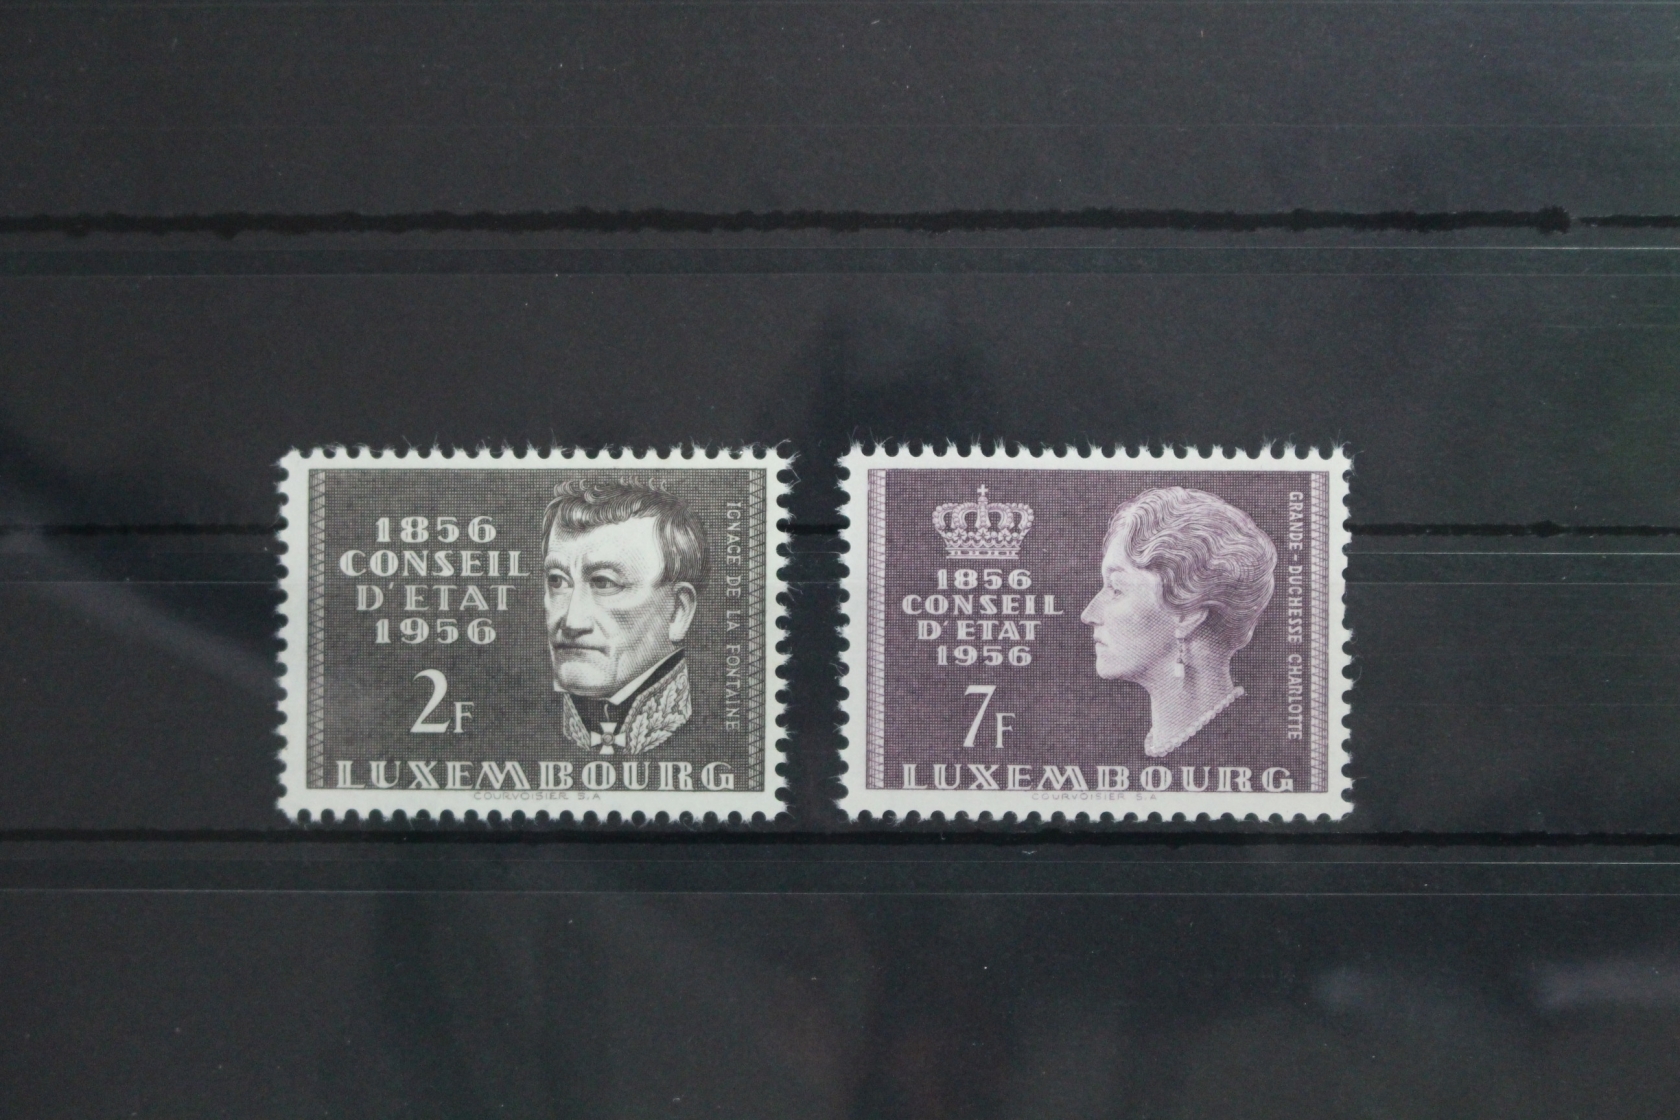 1856
CONSEIL
D'ETAT
1956
2F
IGNACE DE LA FONTAINE
LUXEMBOURG
COURVOISIER S.A
1856
CONSEIL
D'ETAT
1956
7F
GRANDE-DUCHESSE CHARLOTTE
LUXEMBOURG
COURVOISIER S.A